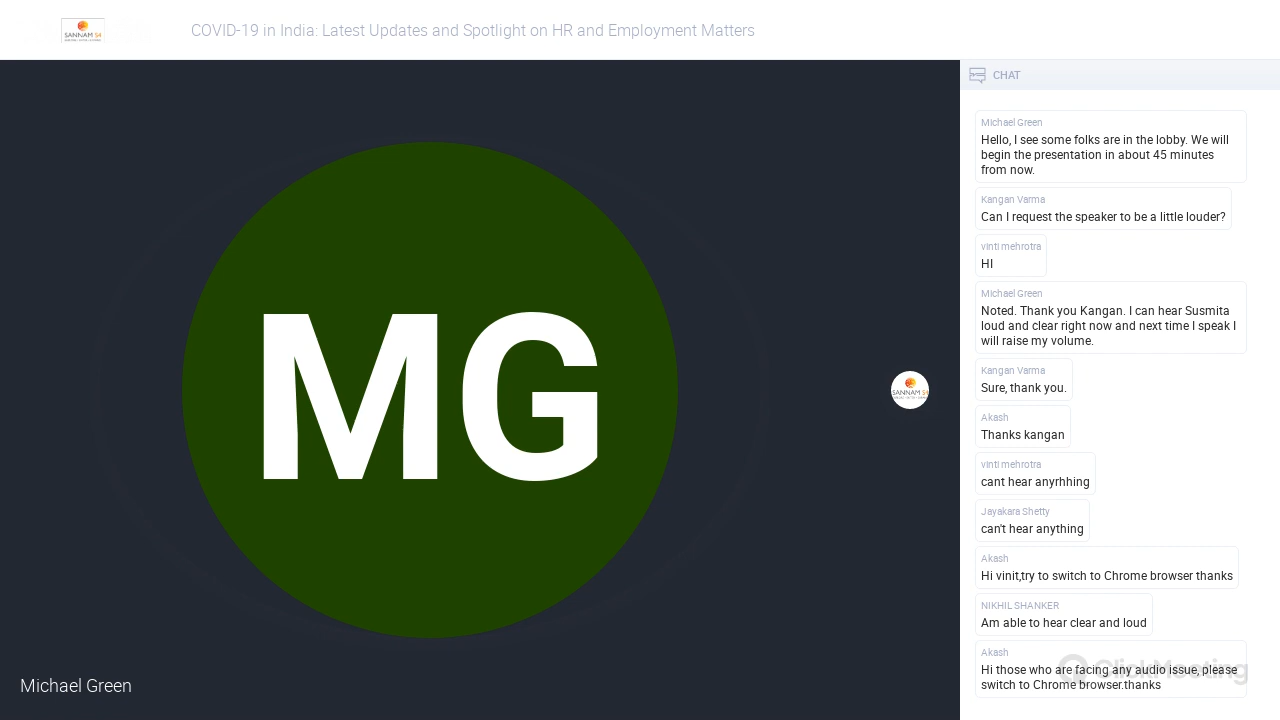 SANNAM S4
COVID-19 in India: Latest Updates and Spotlight on HR and Employment Matters
CHAT
Michael Green
Hello, I see some folks are in the lobby. We will
begin the presentation in about 45 minutes
from now.
Kangan Varma
Can I request the speaker to be a little louder?
vinti mehrotra
HI
Michael Green
Noted. Thank you Kangan. I can hear Susmita
loud and clear right now and next time I speak I
will raise my volume.
Kangan Varma
Sure, thank you.
Akash
Thanks kangan
vinti mehrotra
cant hear anyrhhing
Jayakara Shetty
can't hear anything
Akash
Hi vinit,try to switch to Chrome browser thanks
NIKHIL SHANKER
Am able to hear clear and loud
Akash
Hi those who are facing any audio issue, please
switch to Chrome browser.thanks
ClickMeeting
MG
SANNAM S4
Michael Green